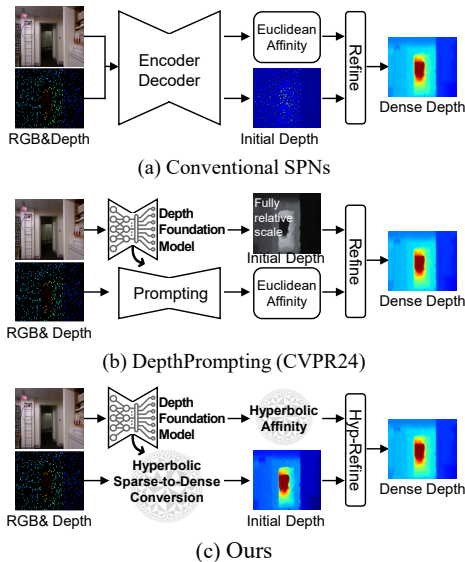 Encoder
Decoder
Euclidean
Affinity
Refine
RGB&Depth
Initial Depth
Dense Depth
(a) Conventional SPNs
Depth
Foundation
Model
Fully
relative
scale
Initial Depth
Refine
Prompting
Euclidean
Affinity
RGB& Depth
Dense Depth
(b) DepthPrompting (CVPR24)
Depth
Foundation
Model
Hyperbolic
Affinity
Hyp-Refine
Hyperbolic
Sparse-to-Dense
Conversion
RGB& Depth
Initial Depth
Dense Depth
(c) Ours